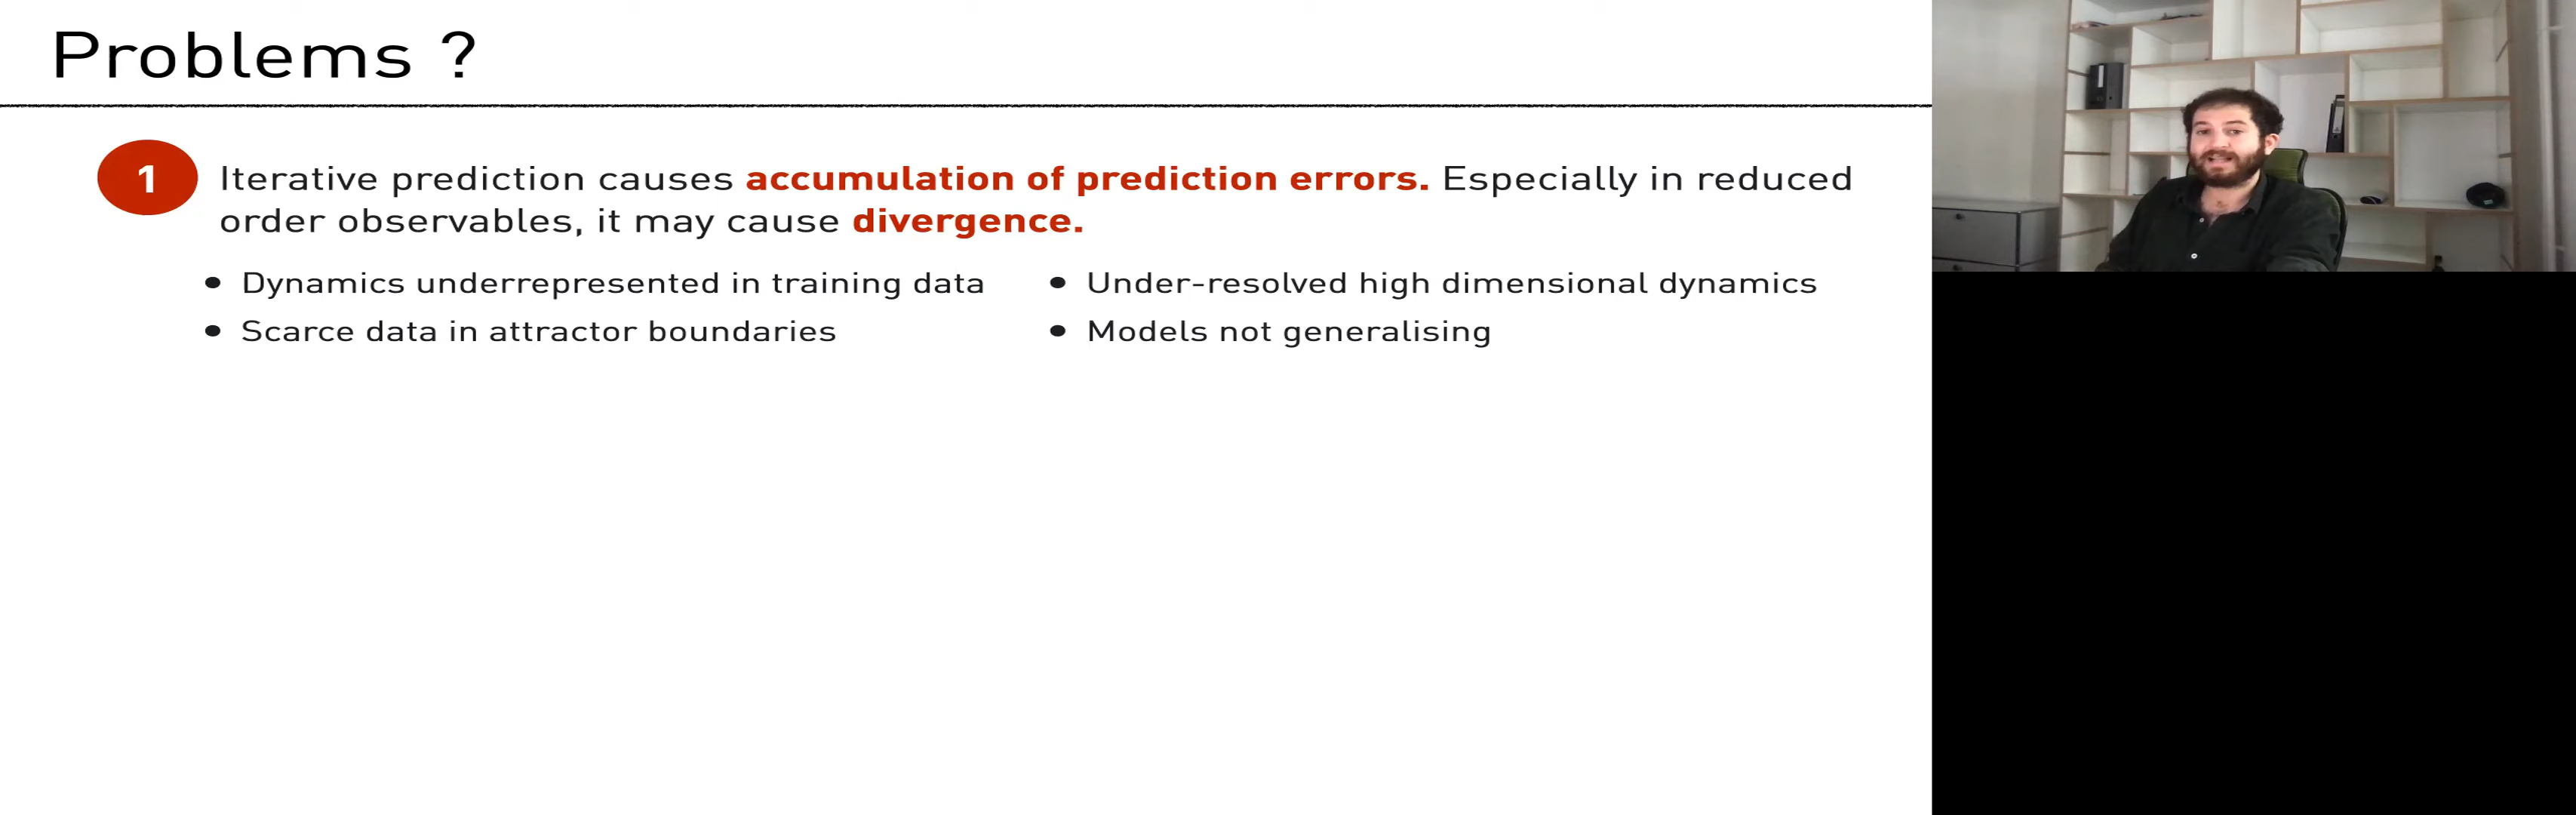 Problems ?
1
Iterative prediction causes accumulation of prediction errors. Especially in reduced
order observables, it may cause divergence.
• Dynamics underrepresented in training data
• Scarce data in attractor boundaries
• Under-resolved high dimensional dynamics
• Models not generalising